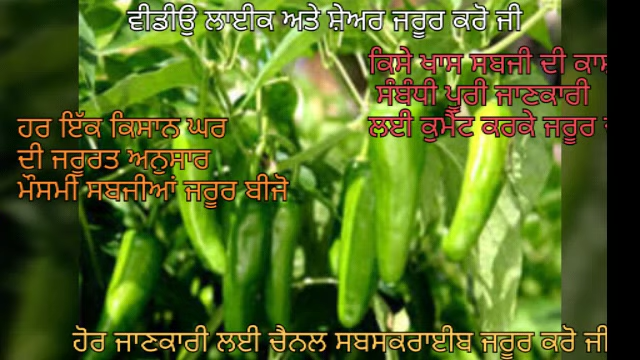 ਵੀਡੀਉ ਲਾਈਕ ਅਤੇ ਸ਼ੇਅਰ ਜਰੂਰ ਕਰੋ ਜੀ
ਕਿਸੇ ਖਾਸ ਸਬਜੀ ਦੀ
ਸੰਬੰਧੀ ਪੂਰੀ ਜਾਣਕਾਰੀ
ਲਈ ਕੁਮੈਂਟ ਕਰਕੇ ਜਰੂਰ
ਹਰ ਇੱਕ ਕਿਸਾਨ ਘਰ
ਦੀ ਜਰੂਰਤ ਅਨੁਸਾਰ
ਮੌਸਮੀ ਸਬਜੀਆਂ ਜਰੂਰ ਬੀਜੋ
ਹੋਰ ਜਾਣਕਾਰੀ ਲਈ ਚੈਨਲ ਸਬਸਕਰਾਈਬ ਜਰੂਰ ਕਰੋ ਜੀ